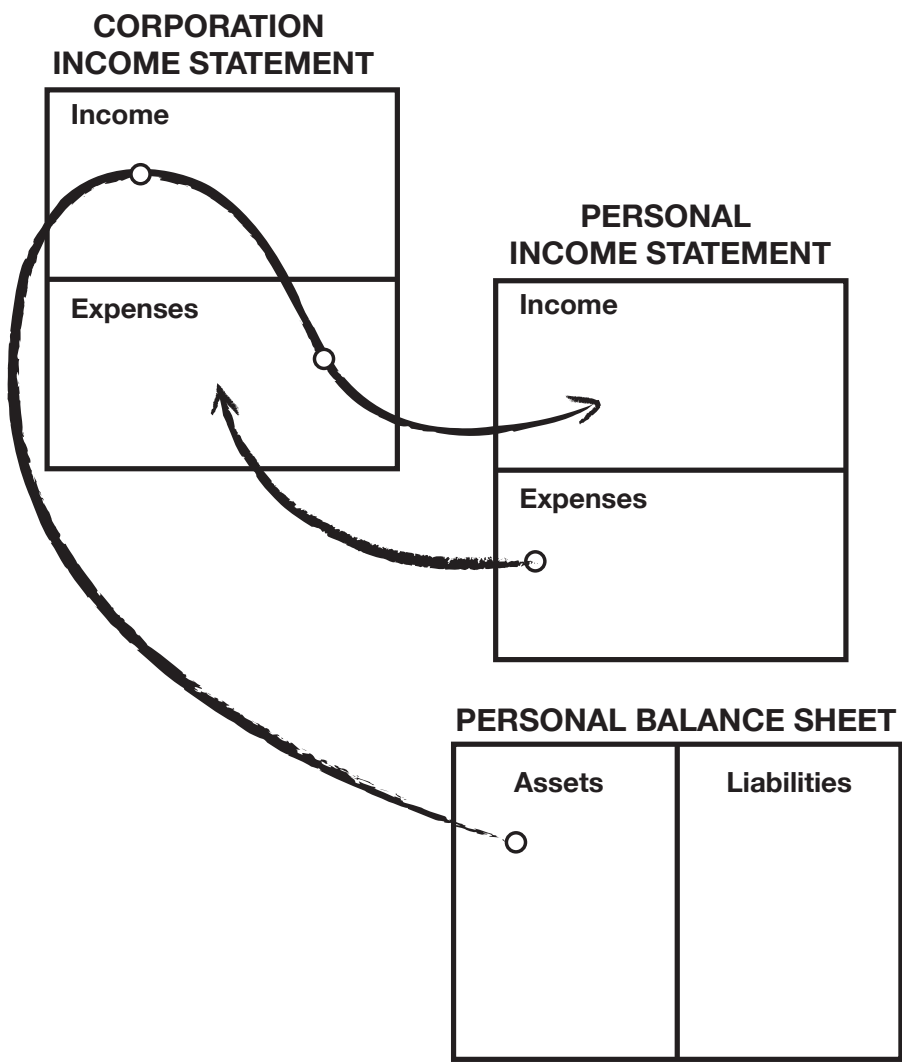 CORPORATION
INCOME STATEMENT
Income
Expenses
PERSONAL
INCOME STATEMENT
Income
Expenses
PERSONAL BALANCE SHEET
Assets
Liabilities